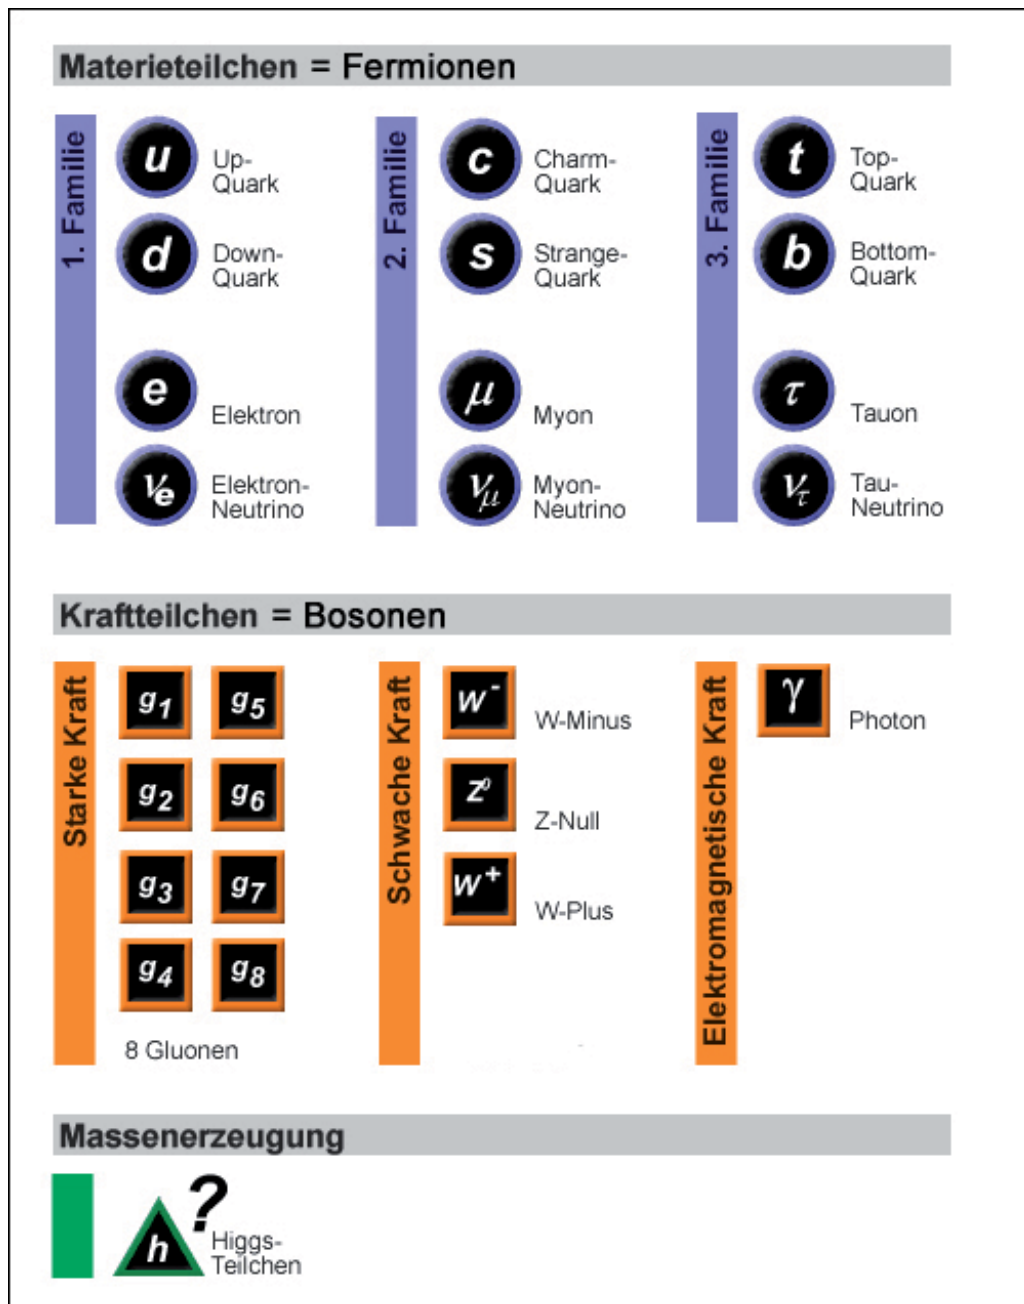 Materieteilchen = Fermionen
1. Familie
u
Up-
Quark
d
Down-
Quark
e
Elektron
νe
Elektron-
Neutrino
2. Familie
c
Charm-
Quark
s
Strange-
Quark
μ
Myon
νμ
Myon-
Neutrino
3. Familie
t
Top-
Quark
b
Bottom-
Quark
τ
Tauon
ντ
Tau-
Neutrino
Kraftteilchen = Bosonen
Starke Kraft
g1 g5
g2 g6
g3 g7
g4 g8
8 Gluonen
Schwache Kraft
W-
W-Minus
Z0
Z-Null
W+
W-Plus
Elektromagnetische Kraft
γ
Photon
Massenerzeugung
h
?
Higgs-
Teilchen